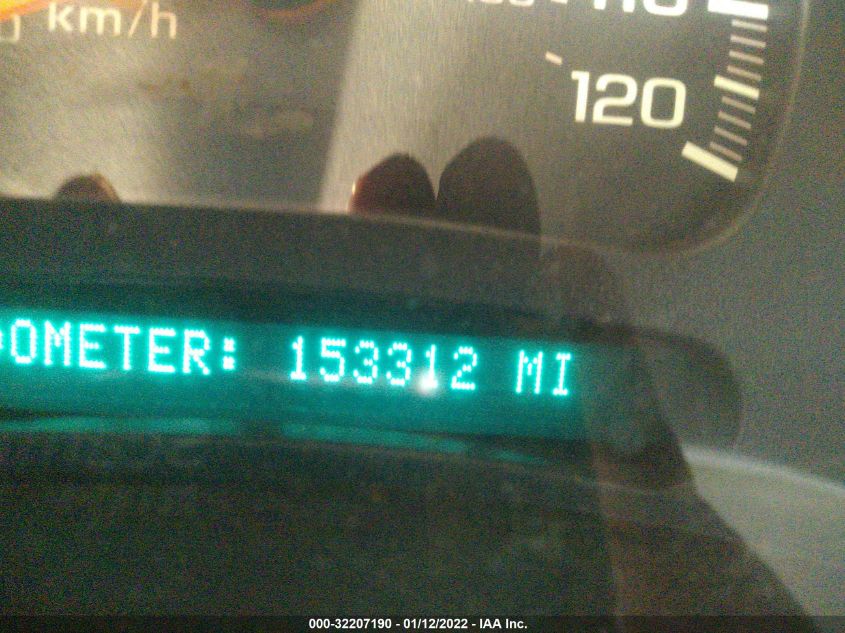 km/h
120
OMETER: 153312 MI
000-32207190 - 01/12/2022 - IAA Inc.